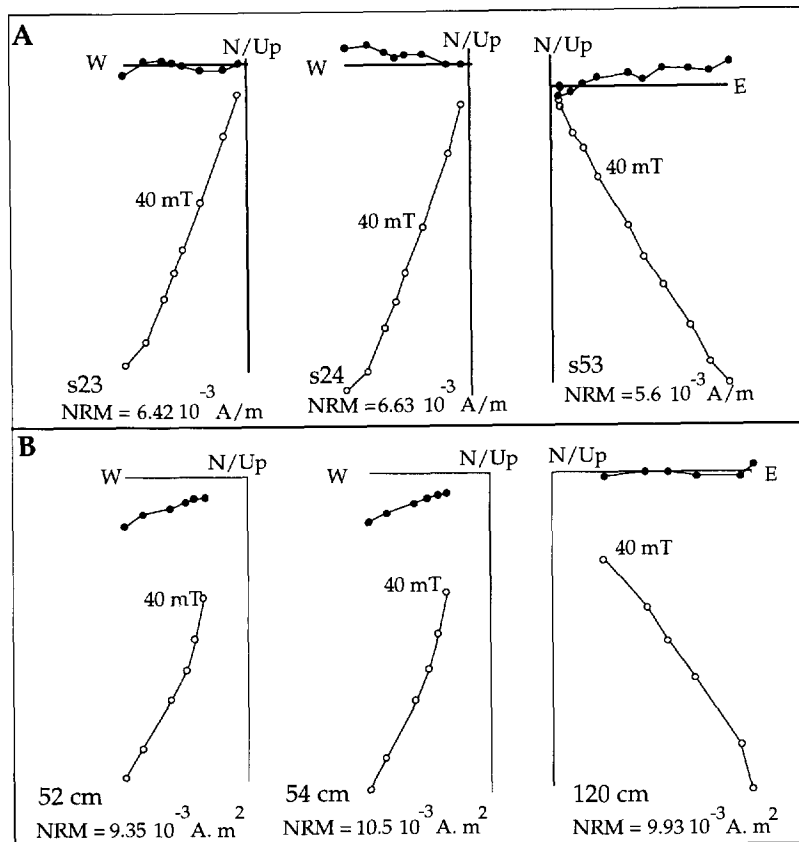 A
W N/Up
40 mT
s23
NRM = 6.42 10⁻³ A/m
W N/Up
40 mT
s24
NRM = 6.63 10⁻³ A/m
N/Up
E
40 mT
s53
NRM = 5.6 10⁻³ A/m
B
W N/Up
40 mT
52 cm
NRM = 9.35 10⁻³ A. m²
W N/Up
40 mT
54 cm
NRM = 10.5 10⁻³ A. m²
N/Up
E
40 mT
120 cm
NRM = 9.93 10⁻³ A. m²